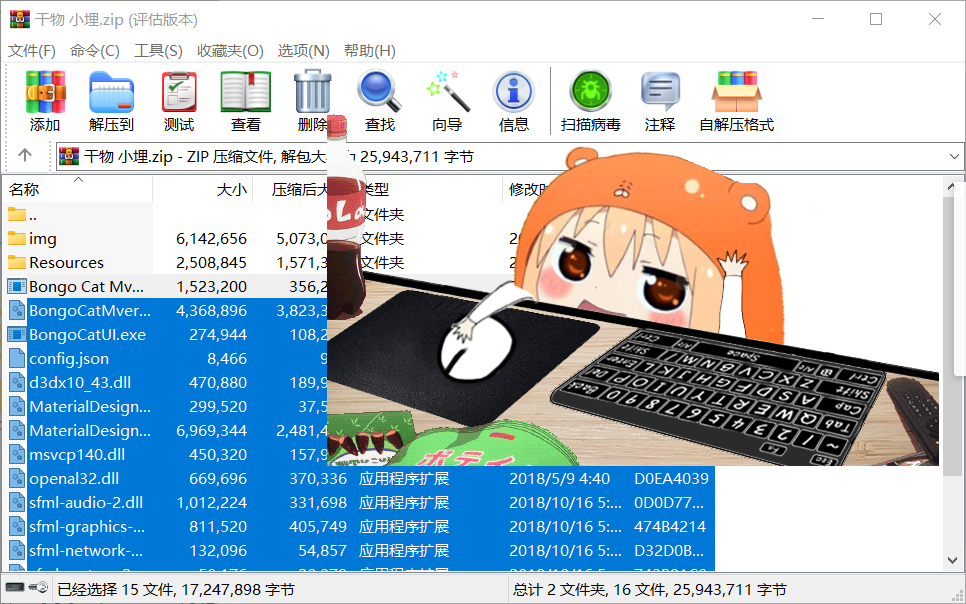 干物 小埋.zip (评估版本)
文件(F) 命令(C) 工具(S) 收藏夹(O) 选项(N) 帮助(H)
添加 解压到 测试 查看 删除 查找 向导 信息 扫描病毒 注释 自解压格式
干物 小埋.zip - ZIP 压缩文件, 解包大 25,943,711 字节
名称 大小 压缩后大 类型 修改时
.. 文件夹
img 6,142,656 5,073,0 文件夹
Resources 2,508,845 1,571,3 文件夹
Bongo Cat Mv... 1,523,200 356,2
BongoCatMver... 4,368,896 3,823,3
BongoCatUI.exe 274,944 108,2
config.json 8,466 9
d3dx10_43.dll 470,880 189,9
MaterialDesign... 299,520 37,5
MaterialDesign... 6,969,344 2,481,4
msvcp140.dll 450,320 157,9
openal32.dll 669,696 370,336 应用程序扩展 2018/5/9 4:40 D0EA4039
sfml-audio-2.dll 1,012,224 331,698 应用程序扩展 2018/10/16 5:... 0D0D77...
sfml-graphics-... 811,520 405,749 应用程序扩展 2018/10/16 5:... 474B4214
sfml-network-... 132,096 54,857 应用程序扩展 2018/10/16 5:... D32D0B...
已经选择 15 文件, 17,247,898 字节 总计 2 文件夹, 16 文件, 25,943,711 字节